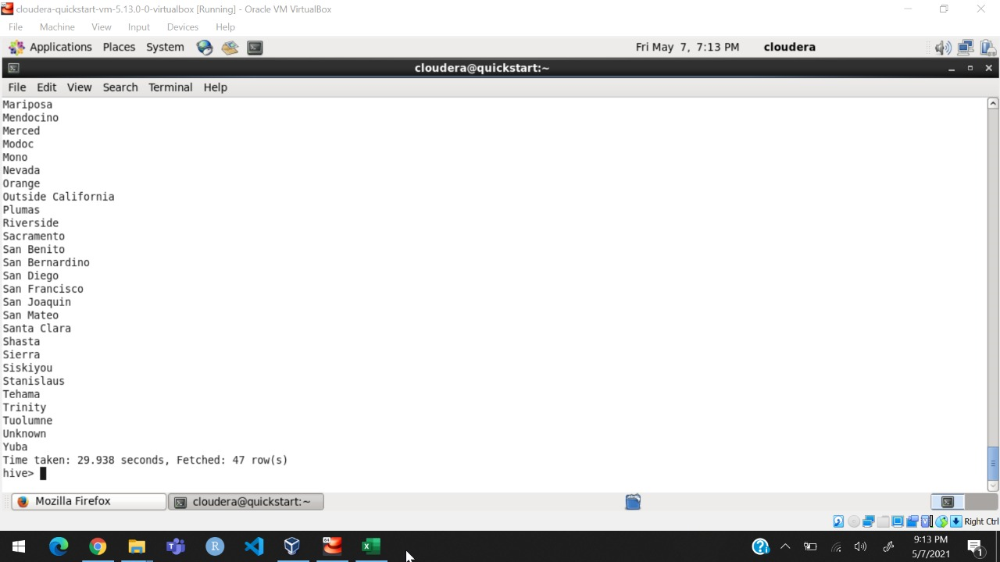 cloudera-quickstart-vm-5.13.0-0-virtualbox [Running] - Oracle VM VirtualBox
File Machine View Input Devices Help
Applications Places System Fri May 7, 7:13 PM cloudera
cloudera@quickstart:~
File Edit View Search Terminal Help
Mariposa
Mendocino
Merced
Modoc
Mono
Nevada
Orange
Outside California
Plumas
Riverside
Sacramento
San Benito
San Bernardino
San Diego
San Francisco
San Joaquin
San Mateo
Santa Clara
Shasta
Sierra
Siskiyou
Stanislaus
Tehama
Trinity
Tuolumne
Unknown
Yuba
Time taken: 29.938 seconds, Fetched: 47 row(s)
hive>
Mozilla Firefox cloudera@quickstart:~
Right Ctrl
9:13 PM
5/7/2021